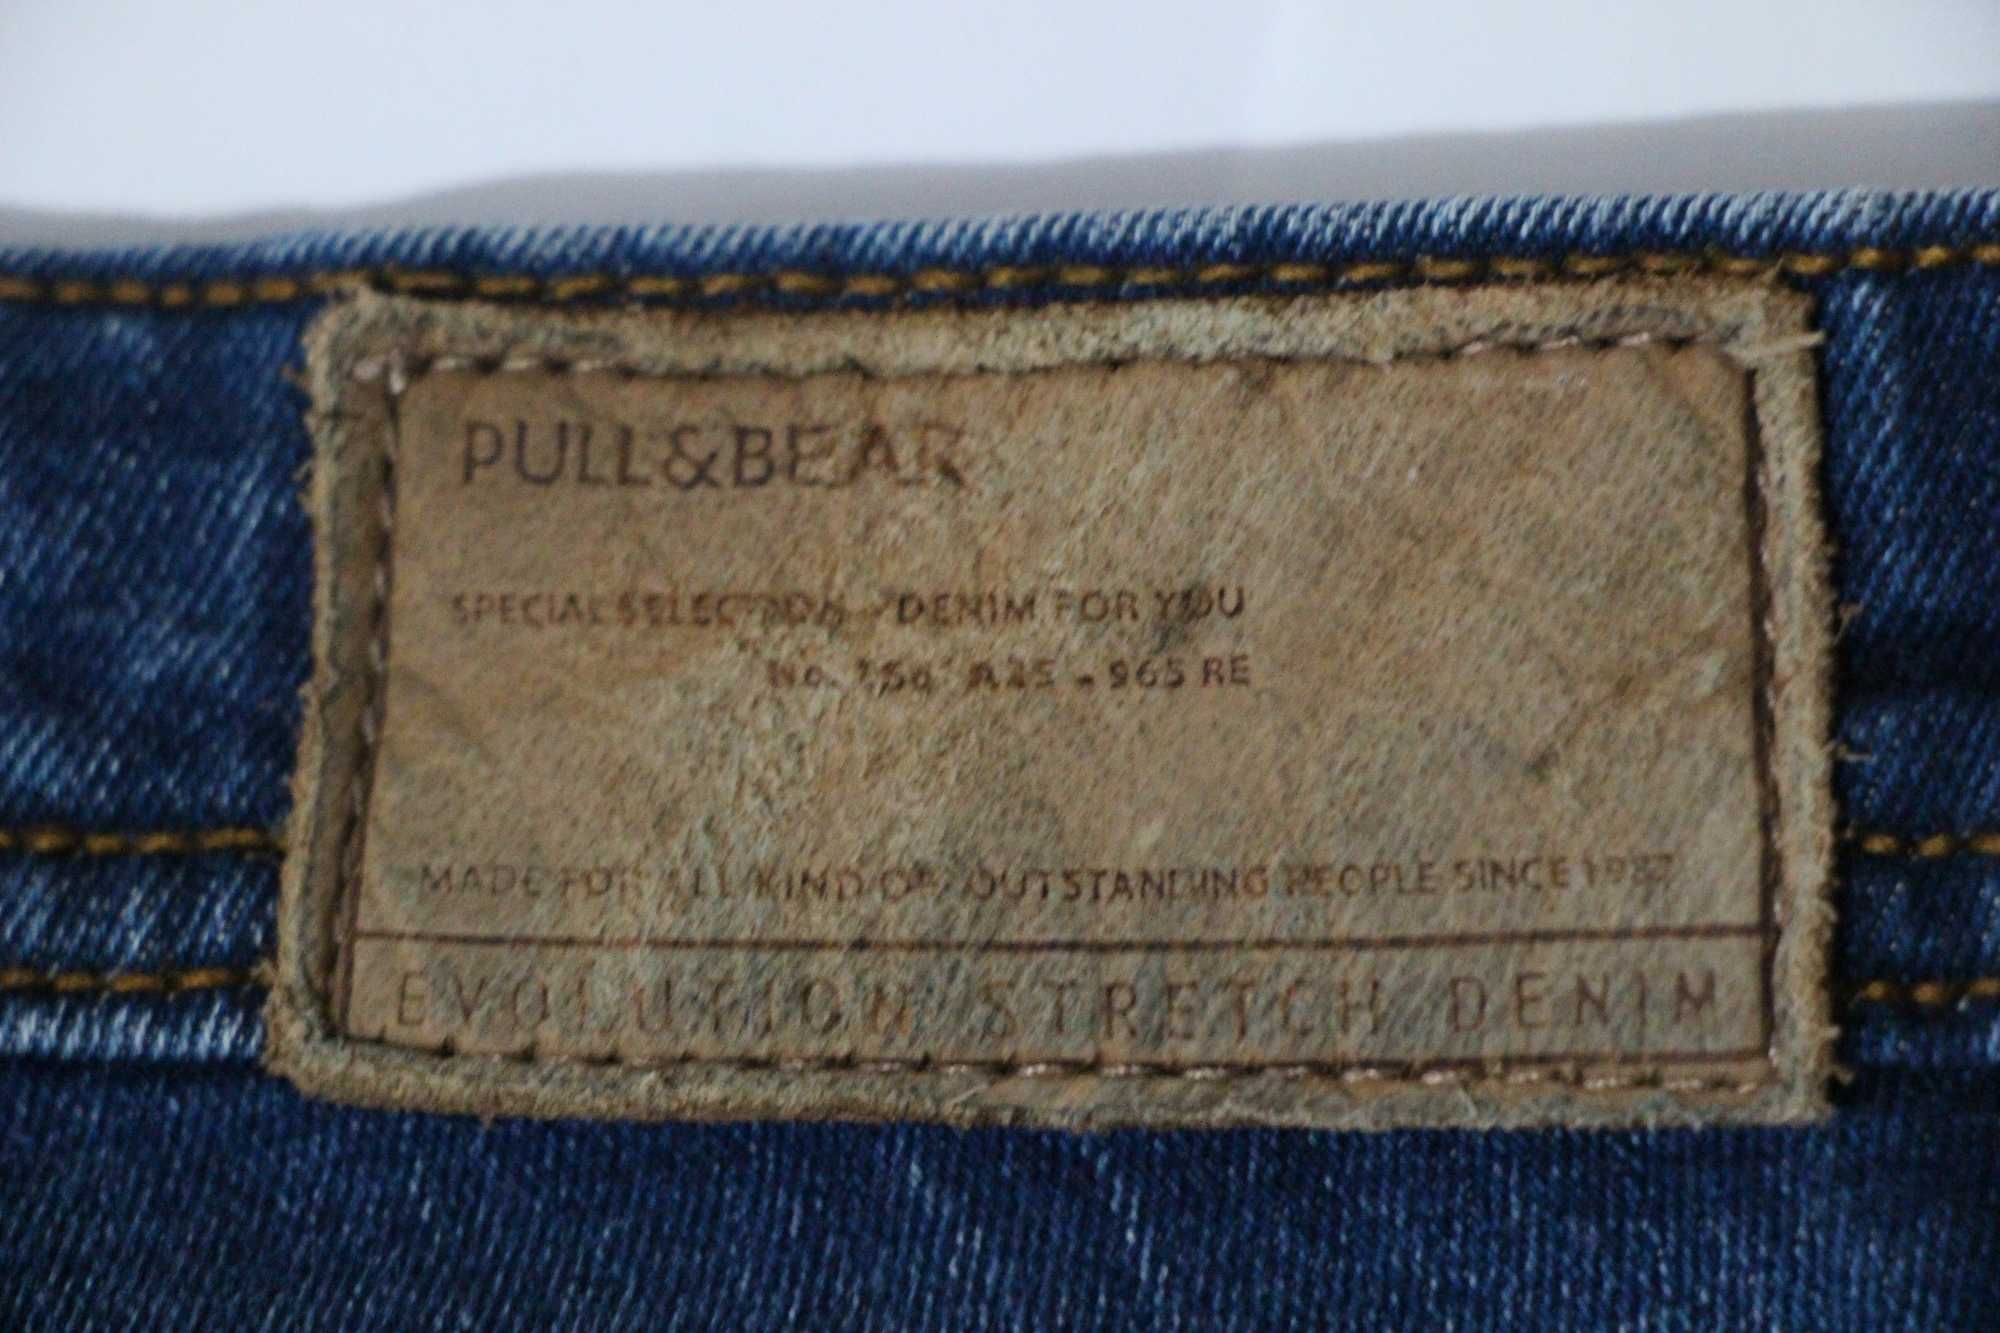 PULL&BEAR
SPECIAL SELECTION - DENIM FOR YOU
No. A25 - 965 RE
MADE FOR ALL KIND OF OUTSTANDING PEOPLE SINCE
EVOLUTION STRETCH DENIM